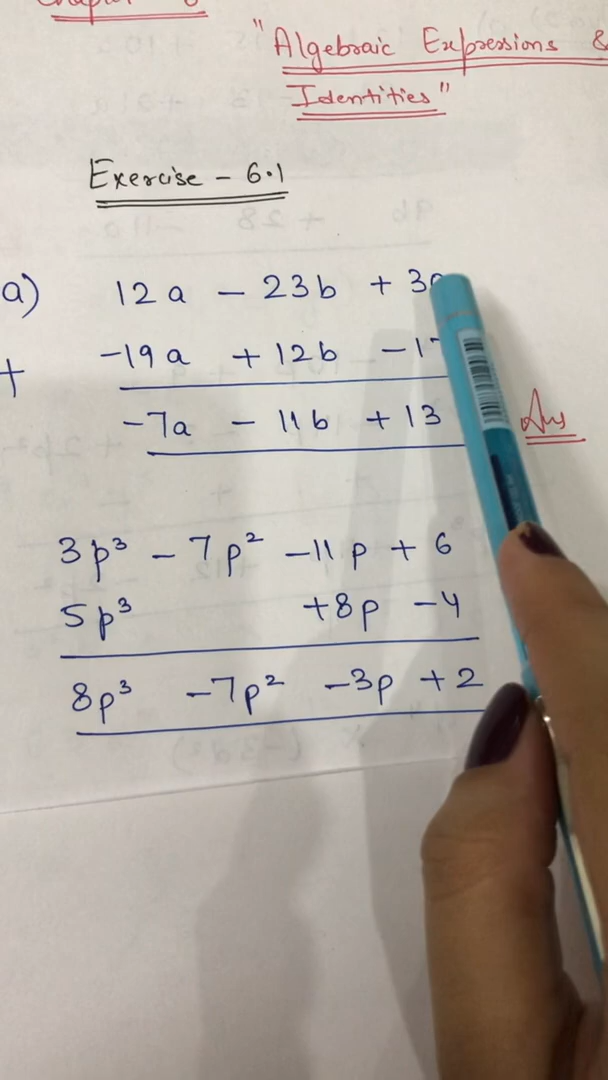 "Algebraic Expressions &
Identities"
Exercise - 6.1
a) 12a - 23b + 3
+ -19a + 12b - 1
-7a - 11b + 13
Ans
3p³ - 7p² - 11p + 6
5p³ + 8p - 4
8p³ - 7p² - 3p + 2